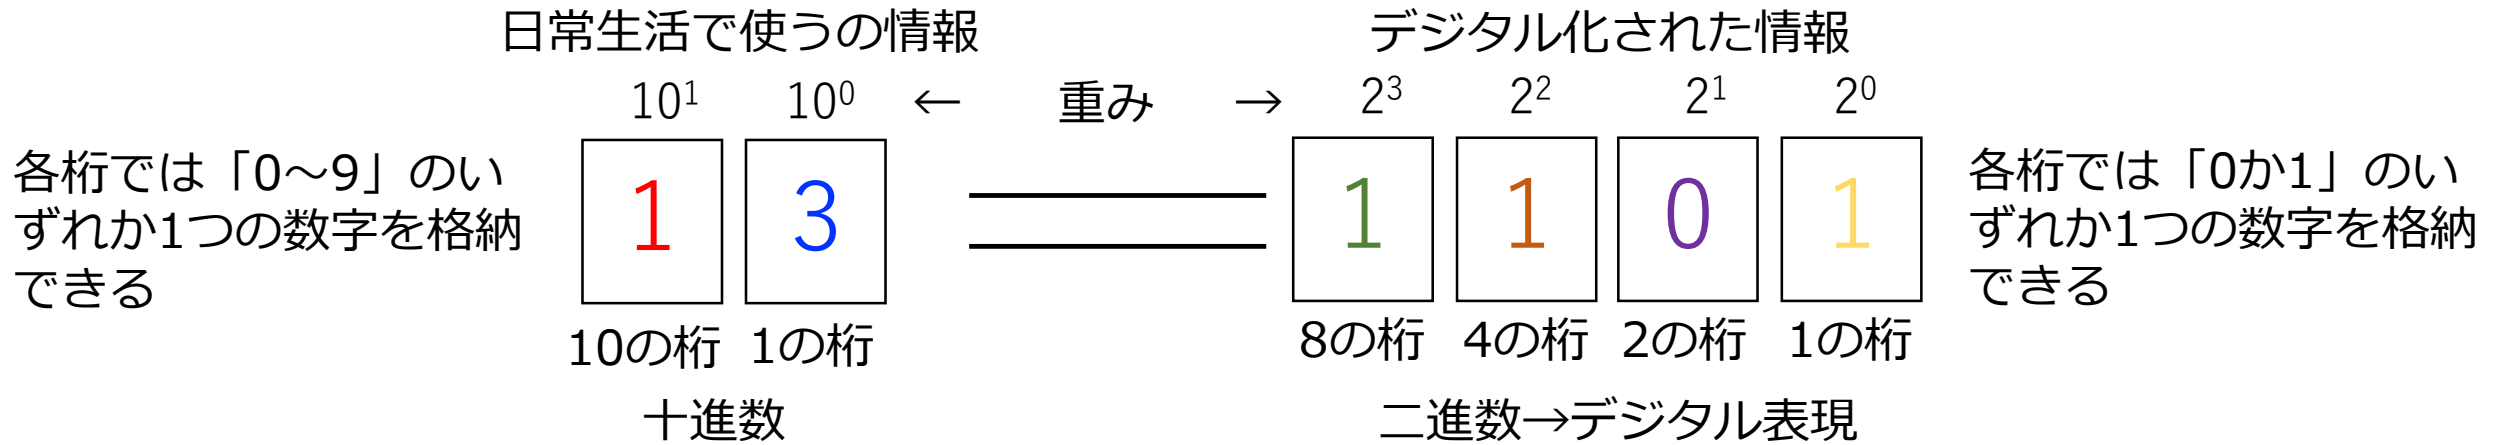 日常生活で使うの情報
デジタル化された情報
10¹ 10⁰ ← 重み → 2³ 2² 2¹ 2⁰
各桁では「0～9」のい
ずれか1つの数字を格納
できる
1 3
1 1 0 1
各桁では「0か1」のい
ずれか1つの数字を格納
できる
10の桁 1の桁
8の桁 4の桁 2の桁 1の桁
十進数
二進数→デジタル表現